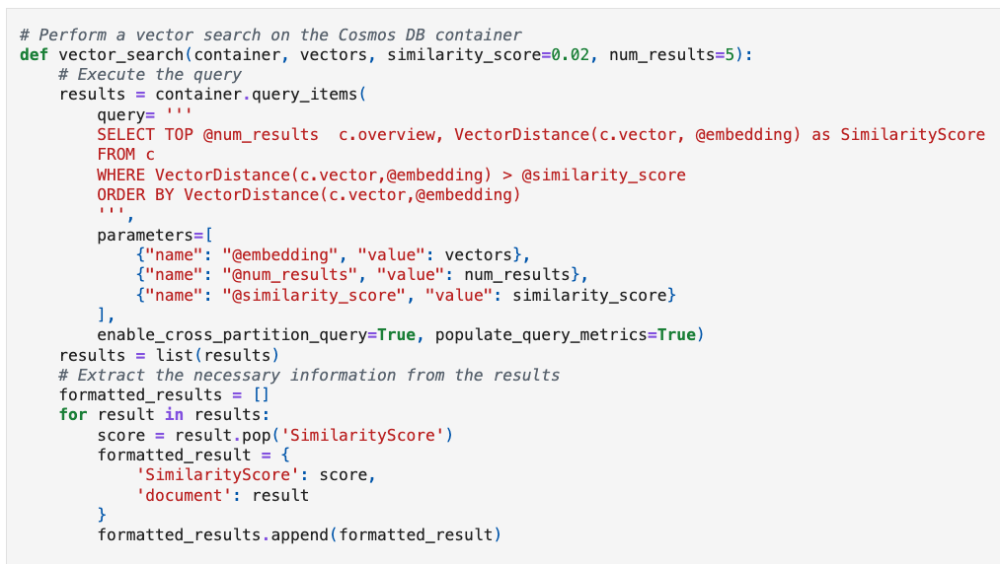 # Perform a vector search on the Cosmos DB container
def vector_search(container, vectors, similarity_score=0.02, num_results=5):
    # Execute the query
    results = container.query_items(
        query= '''
        SELECT TOP @num_results  c.overview, VectorDistance(c.vector, @embedding) as SimilarityScore
        FROM c
        WHERE VectorDistance(c.vector,@embedding) > @similarity_score
        ORDER BY VectorDistance(c.vector,@embedding)
        ''',
        parameters=[
            {"name": "@embedding", "value": vectors},
            {"name": "@num_results", "value": num_results},
            {"name": "@similarity_score", "value": similarity_score}
        ],
        enable_cross_partition_query=True, populate_query_metrics=True)
    results = list(results)
    # Extract the necessary information from the results
    formatted_results = []
    for result in results:
        score = result.pop('SimilarityScore')
        formatted_result = {
            'SimilarityScore': score,
            'document': result
        }
        formatted_results.append(formatted_result)